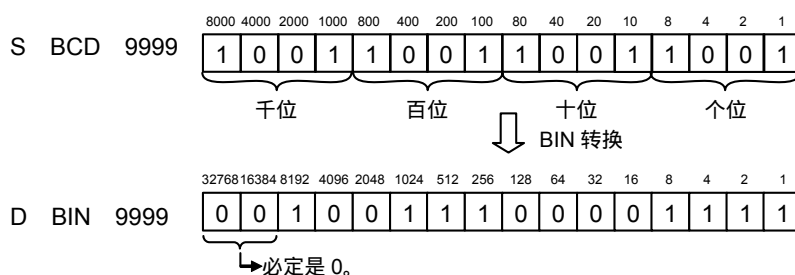 8000 4000 2000 1000 800 400 200 100 80 40 20 10 8 4 2 1
S BCD 9999 1 0 0 1 1 0 0 1 1 0 0 1 1 0 0 1
千位 百位 十位 个位
BIN 转换
32768 16384 8192 4096 2048 1024 512 256 128 64 32 16 8 4 2 1
D BIN 9999 0 0 1 0 0 1 1 1 0 0 0 0 1 1 1 1
必定是 0。